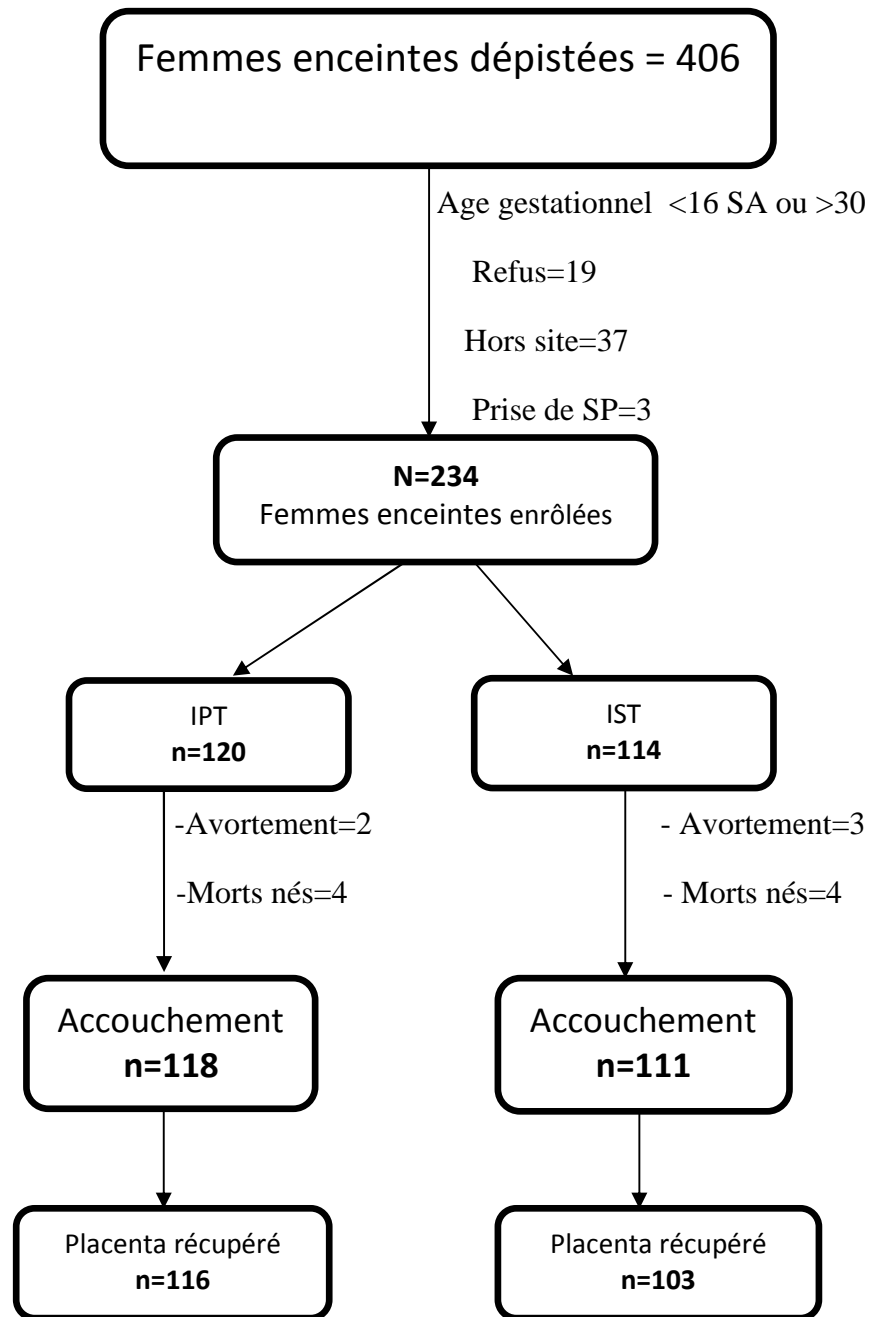 Femmes enceintes dépistées = 406
Age gestationnel <16 SA ou >30
Refus=19
Hors site=37
Prise de SP=3
N=234
Femmes enceintes enrôlées
IPT
n=120
IST
n=114
-Avortement=2
-Morts nés=4
- Avortement=3
- Morts nés=4
Accouchement
n=118
Accouchement
n=111
Placenta récupéré
n=116
Placenta récupéré
n=103